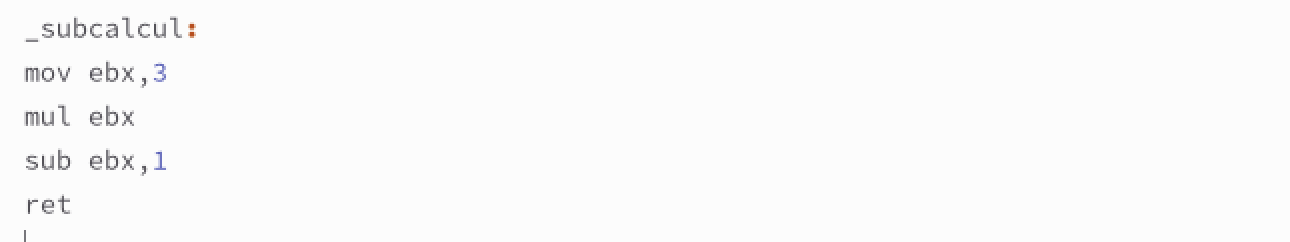 _subcalcul:
mov ebx,3
mul ebx
sub ebx,1
ret